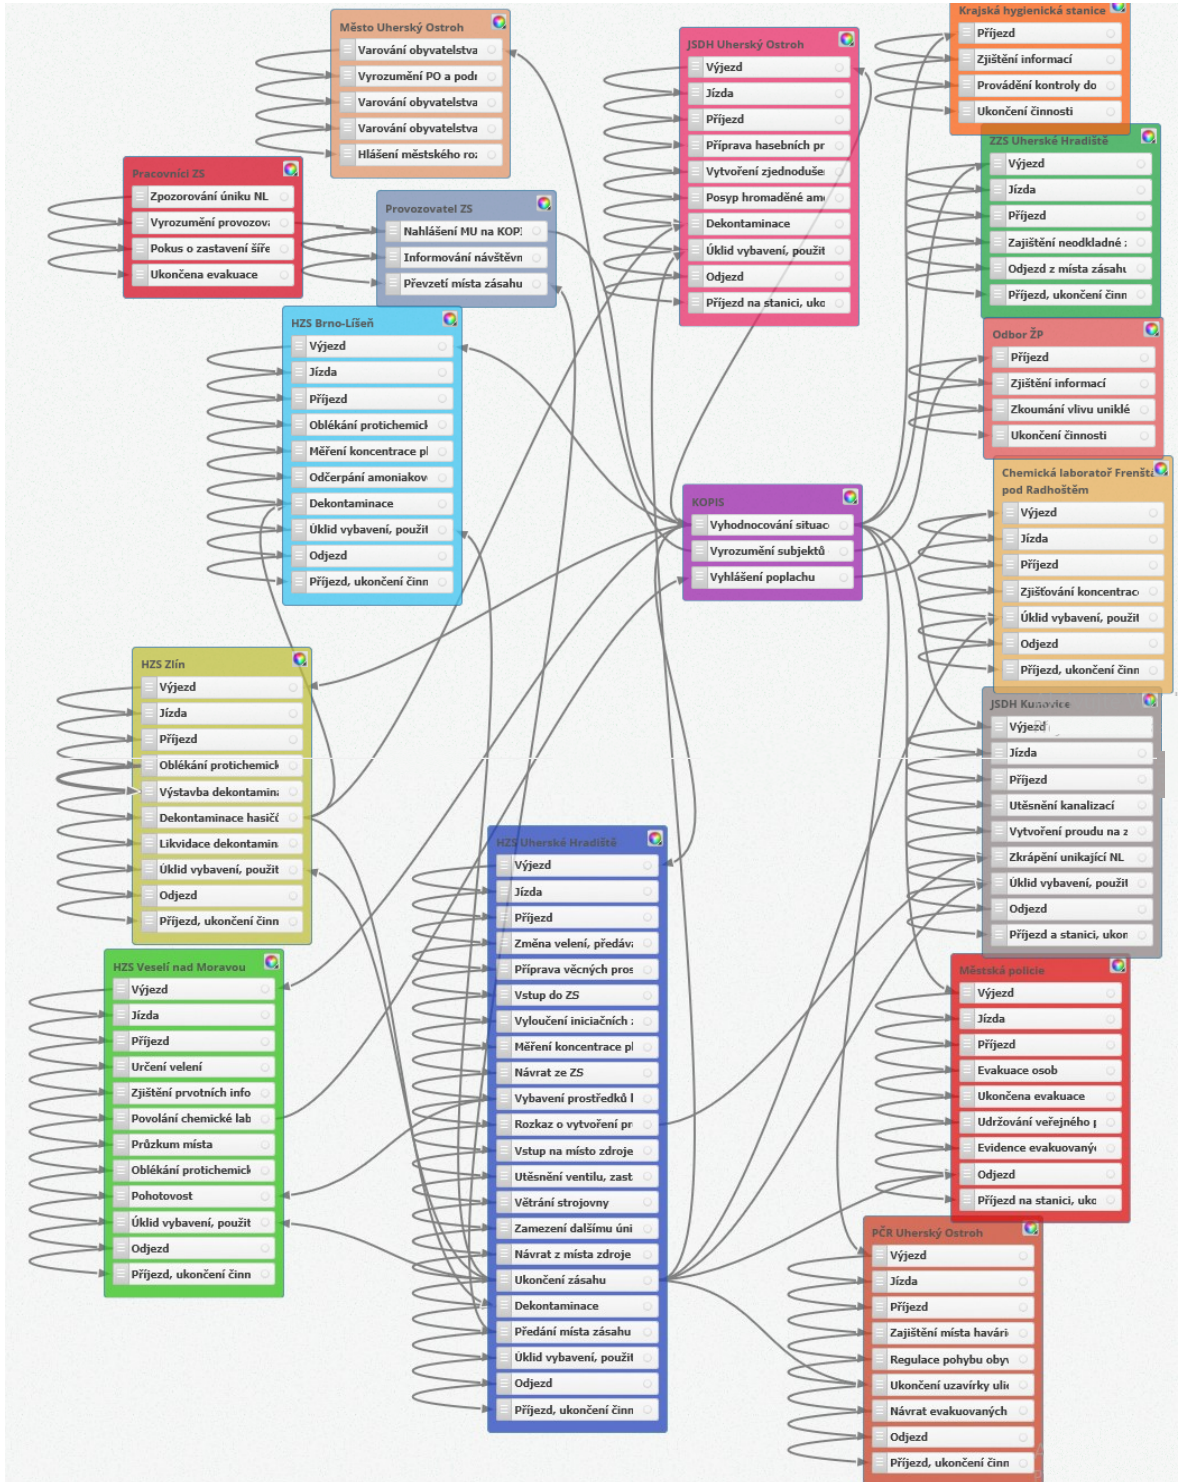 Město Uherský Ostroh
Varování obyvatelstva
Vyrozumění PO a podı
Varování obyvatelstva
Varování obyvatelstva
Hlášení městského ro:
Pracovníci ZS
Zpozorování úniku NL
Vyrozumění provozov:
Pokus o zastavení šíře
Ukončena evakuace
Provozovatel ZS
Nahlášení MU na KOP:
Informování návštěvn
Převzetí místa zásahu
JSDH Uherský Ostroh
Výjezd
Jízda
Příjezd
Příprava hasebních pr
Vytvoření zjednoduše
Posyp hromaděné am
Dekontaminace
Úklid vybavení, použit
Odjezd
Příjezd na stanici, uko
Krajská hygienická stanice
Příjezd
Zjištění informací
Provádění kontroly do
Ukončení činnosti
ZZS Uherské Hradiště
Výjezd
Jízda
Příjezd
Zajištění neodkladné :
Odjezd z místa zásahu
Příjezd, ukončení činn
HZS Brno-Líšeň
Výjezd
Jízda
Příjezd
Oblékání protichemick
Měření koncentrace pl
Odčerpání amoniakov
Dekontaminace
Úklid vybavení, použit
Odjezd
Příjezd, ukončení činn
Odbor ŽP
Příjezd
Zjištění informací
Zkoumání vlivu uniklé
Ukončení činnosti
KOPIS
Vyhodnocování situac
Vyrozumění subjektů
Vyhlášení poplachu
Chemická laboratoř Frenšta
pod Radhoštěm
Výjezd
Jízda
Příjezd
Zjišťování koncentrac
Úklid vybavení, použit
Odjezd
Příjezd, ukončení činn
HZS Zlín
Výjezd
Jízda
Příjezd
Oblékání protichemick
Výstavba dekontamin:
Dekontaminace hasičů
Likvidace dekontamin
Úklid vybavení, použit
Odjezd
Příjezd, ukončení činn
JSDH Kunovice
Výjezd
Jízda
Příjezd
Utěsnění kanalizací
Vytvoření proudu na z
Zkrápění unikající NL
Úklid vybavení, použit
Odjezd
Příjezd a stanici, ukon
HZS Uherské Hradiště
Výjezd
Jízda
Příjezd
Změna velení, předáv:
Příprava věcných pros
Vstup do ZS
Vyloučení iniciačních :
Měření koncentrace pl
Návrat ze ZS
Vybavení prostředků l
Rozkaz o vytvoření pr
Vstup na místo zdroje
Utěsnění ventilu, zast
Větrání strojovny
Zamezení dalšímu úni
Návrat z místa zdroje
Ukončení zásahu
Dekontaminace
Předání místa zásahu
Úklid vybavení, použit
Odjezd
Příjezd, ukončení činn
HZS Veselí nad Moravou
Výjezd
Jízda
Příjezd
Určení velení
Zjištění prvotních info
Povolání chemické lab
Průzkum místa
Oblékání protichemick
Pohotovost
Úklid vybavení, použit
Odjezd
Příjezd, ukončení činn
Městská policie
Výjezd
Jízda
Příjezd
Evakuace osob
Ukončena evakuace
Udržování veřejného p
Evidence evakuovaný
Odjezd
Příjezd na stanici, uko
PČR Uherský Ostroh
Výjezd
Jízda
Příjezd
Zajištění místa havári
Regulace pohybu obyv
Ukončení uzavírky ulic
Návrat evakuovaných
Odjezd
Příjezd, ukončení činn